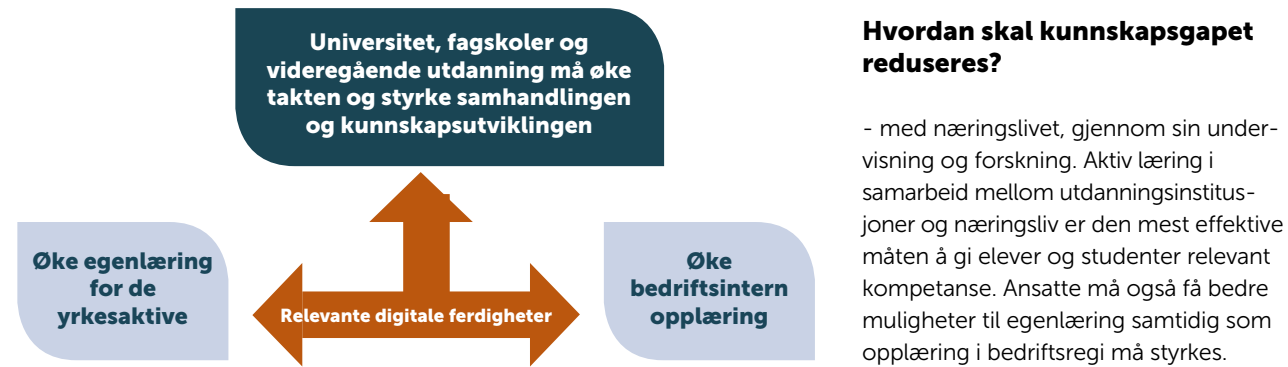 Universitet, fagskoler og
videregående utdanning må øke
takten og styrke samhandlingen
og kunnskapsutviklingen
Øke egenlæring
for de
yrkesaktive
Relevante digitale ferdigheter
Øke
bedriftsintern
opplæring
Hvordan skal kunnskapsgapet
reduseres?
- med næringslivet, gjennom sin under-
visning og forskning. Aktiv læring i
samarbeid mellom utdanningsinstitus-
joner og næringsliv er den mest effektive
måten å gi elever og studenter relevant
kompetanse. Ansatte må også få bedre
muligheter til egenlæring samtidig som
opplæring i bedriftsregi må styrkes.